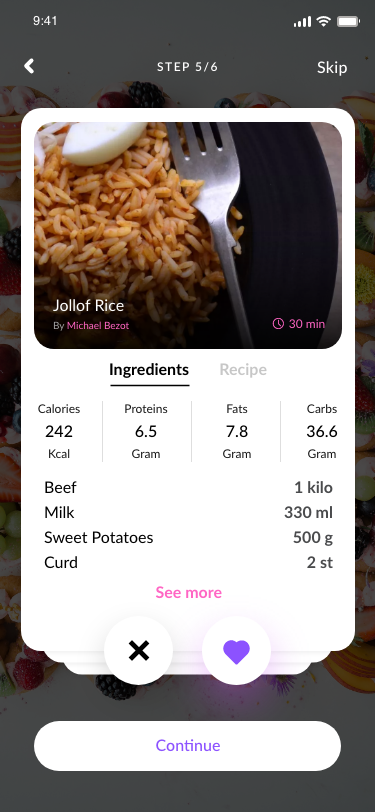 9:41
STEP 5/6
Skip
Jollof Rice
By Michael Bezot
30 min
Ingredients Recipe
Calories Proteins Fats Carbs
242 6.5 7.8 36.6
Kcal Gram Gram Gram
Beef 1 kilo
Milk 330 ml
Sweet Potatoes 500 g
Curd 2 st
See more
Continue